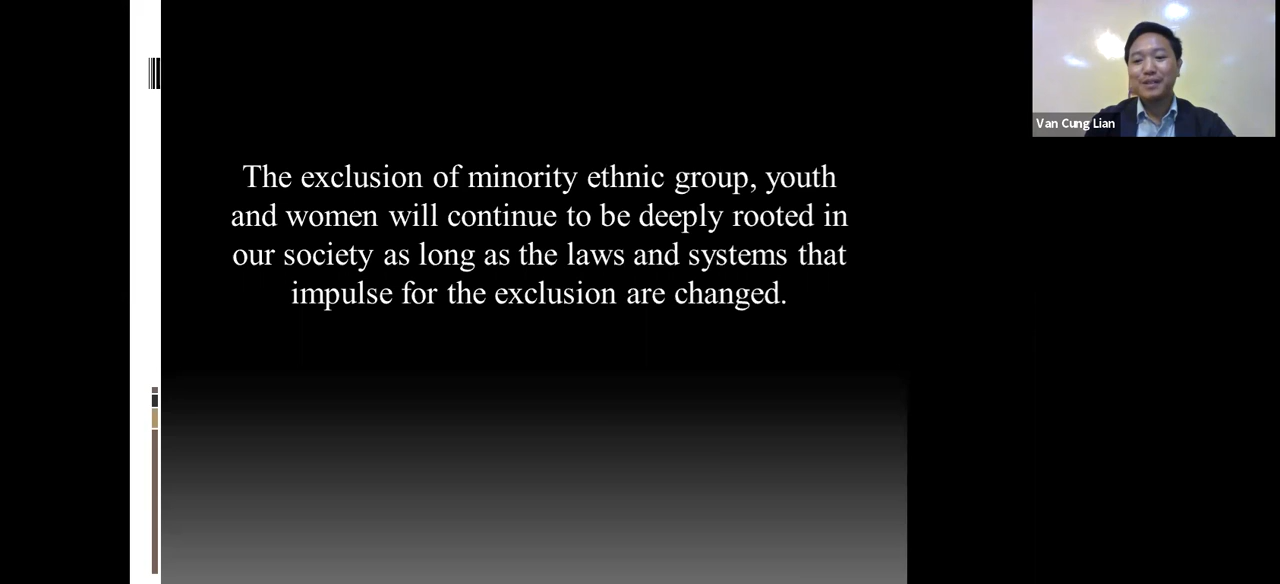 The exclusion of minority ethnic group, youth
and women will continue to be deeply rooted in
our society as long as the laws and systems that
impulse for the exclusion are changed.
Van Cung Lian